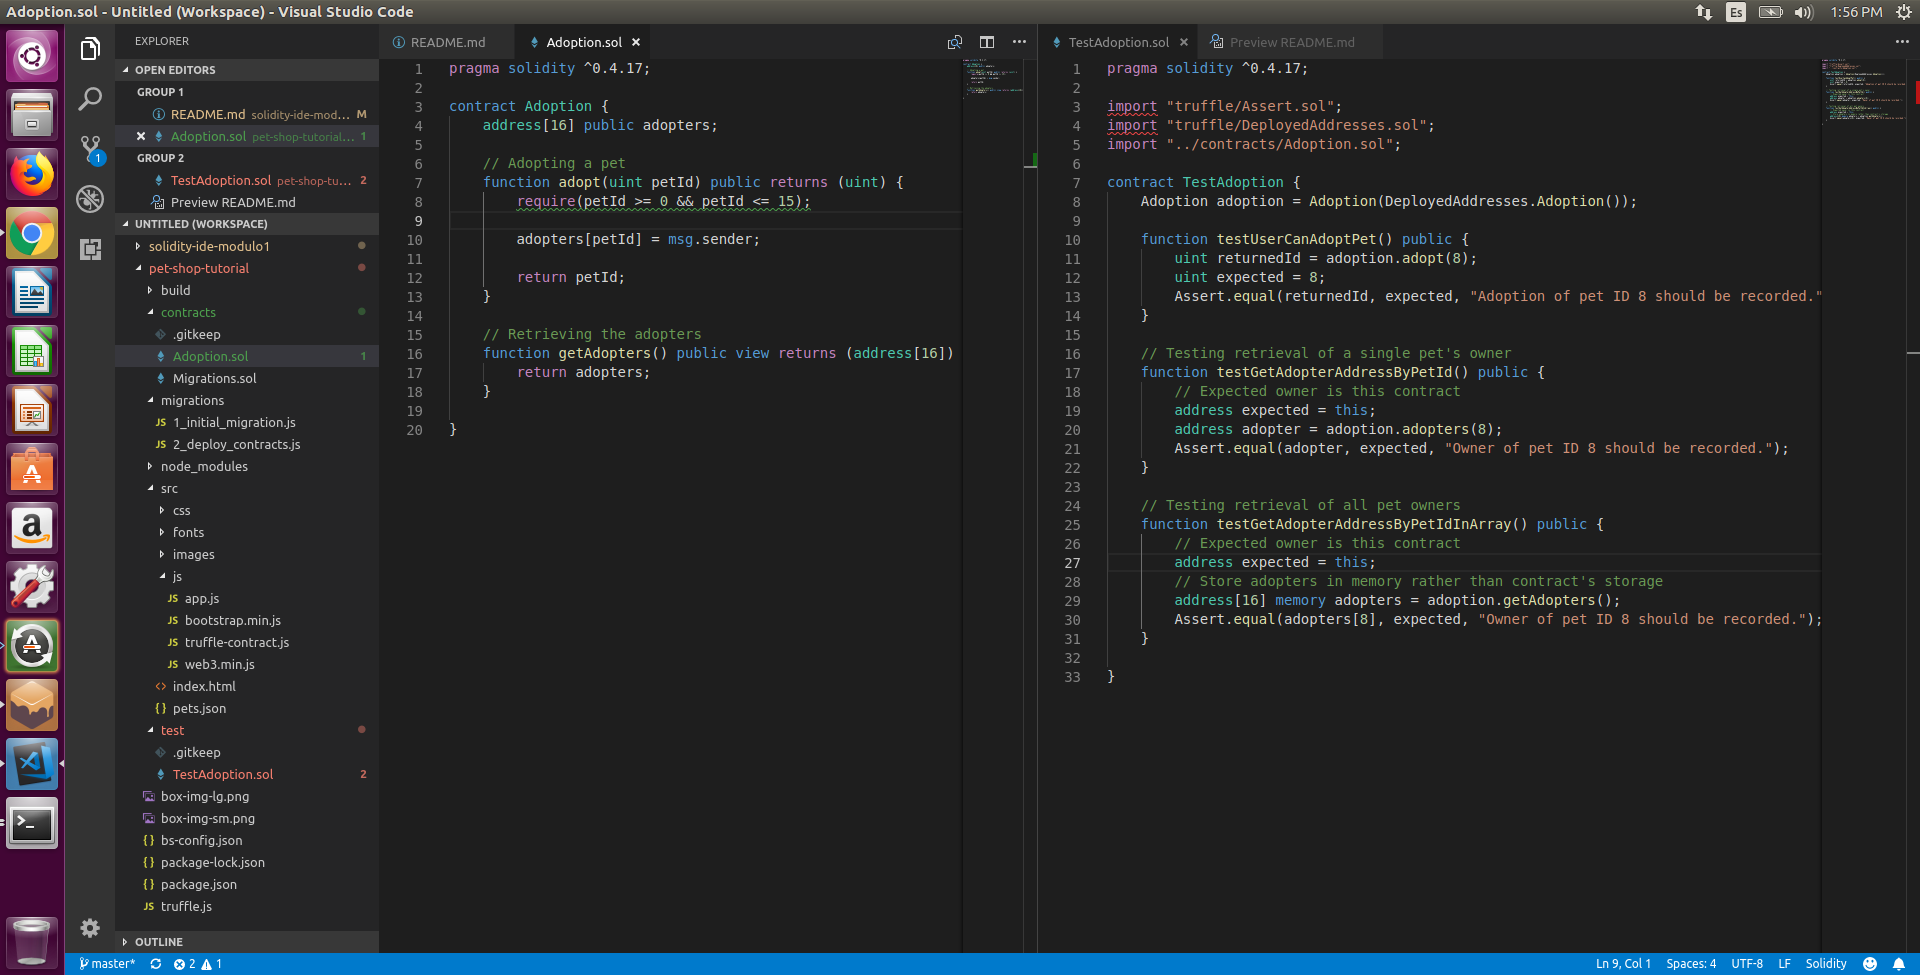 Adoption.sol - Untitled (Workspace) - Visual Studio Code
Es
1:56 PM
EXPLORER
OPEN EDITORS
GROUP 1
README.md solidity-ide-mod... M
Adoption.sol pet-shop-tutorial... 1
GROUP 2
TestAdoption.sol pet-shop-tu... 2
Preview README.md
UNTITLED (WORKSPACE)
solidity-ide-modulo1
pet-shop-tutorial
build
contracts
.gitkeep
Adoption.sol 1
Migrations.sol
migrations
JS 1_initial_migration.js
JS 2_deploy_contracts.js
node_modules
src
css
fonts
images
js
JS app.js
JS bootstrap.min.js
JS truffle-contract.js
JS web3.min.js
<> index.html
{} pets.json
test
.gitkeep
TestAdoption.sol 2
box-img-lg.png
box-img-sm.png
{} bs-config.json
{} package-lock.json
{} package.json
JS truffle.js
OUTLINE
README.md
Adoption.sol
1 pragma solidity ^0.4.17;
2
3 contract Adoption {
4 address[16] public adopters;
5
6 // Adopting a pet
7 function adopt(uint petId) public returns (uint) {
8 require(petId >= 0 && petId <= 15);
9
10 adopters[petId] = msg.sender;
11
12 return petId;
13 }
14
15 // Retrieving the adopters
16 function getAdopters() public view returns (address[16])
17 return adopters;
18 }
19
20 }
TestAdoption.sol
Preview README.md
1 pragma solidity ^0.4.17;
2
3 import "truffle/Assert.sol";
4 import "truffle/DeployedAddresses.sol";
5 import "../contracts/Adoption.sol";
6
7 contract TestAdoption {
8 Adoption adoption = Adoption(DeployedAddresses.Adoption());
9
10 function testUserCanAdoptPet() public {
11 uint returnedId = adoption.adopt(8);
12 uint expected = 8;
13 Assert.equal(returnedId, expected, "Adoption of pet ID 8 should be recorded."
14 }
15
16 // Testing retrieval of a single pet's owner
17 function testGetAdopterAddressByPetId() public {
18 // Expected owner is this contract
19 address expected = this;
20 address adopter = adoption.adopters(8);
21 Assert.equal(adopter, expected, "Owner of pet ID 8 should be recorded.");
22 }
23
24 // Testing retrieval of all pet owners
25 function testGetAdopterAddressByPetIdInArray() public {
26 // Expected owner is this contract
27 address expected = this;
28 // Store adopters in memory rather than contract's storage
29 address[16] memory adopters = adoption.getAdopters();
30 Assert.equal(adopters[8], expected, "Owner of pet ID 8 should be recorded.");
31 }
32
33 }
master* 2 1
Ln 9, Col 1 Spaces: 4 UTF-8 LF Solidity